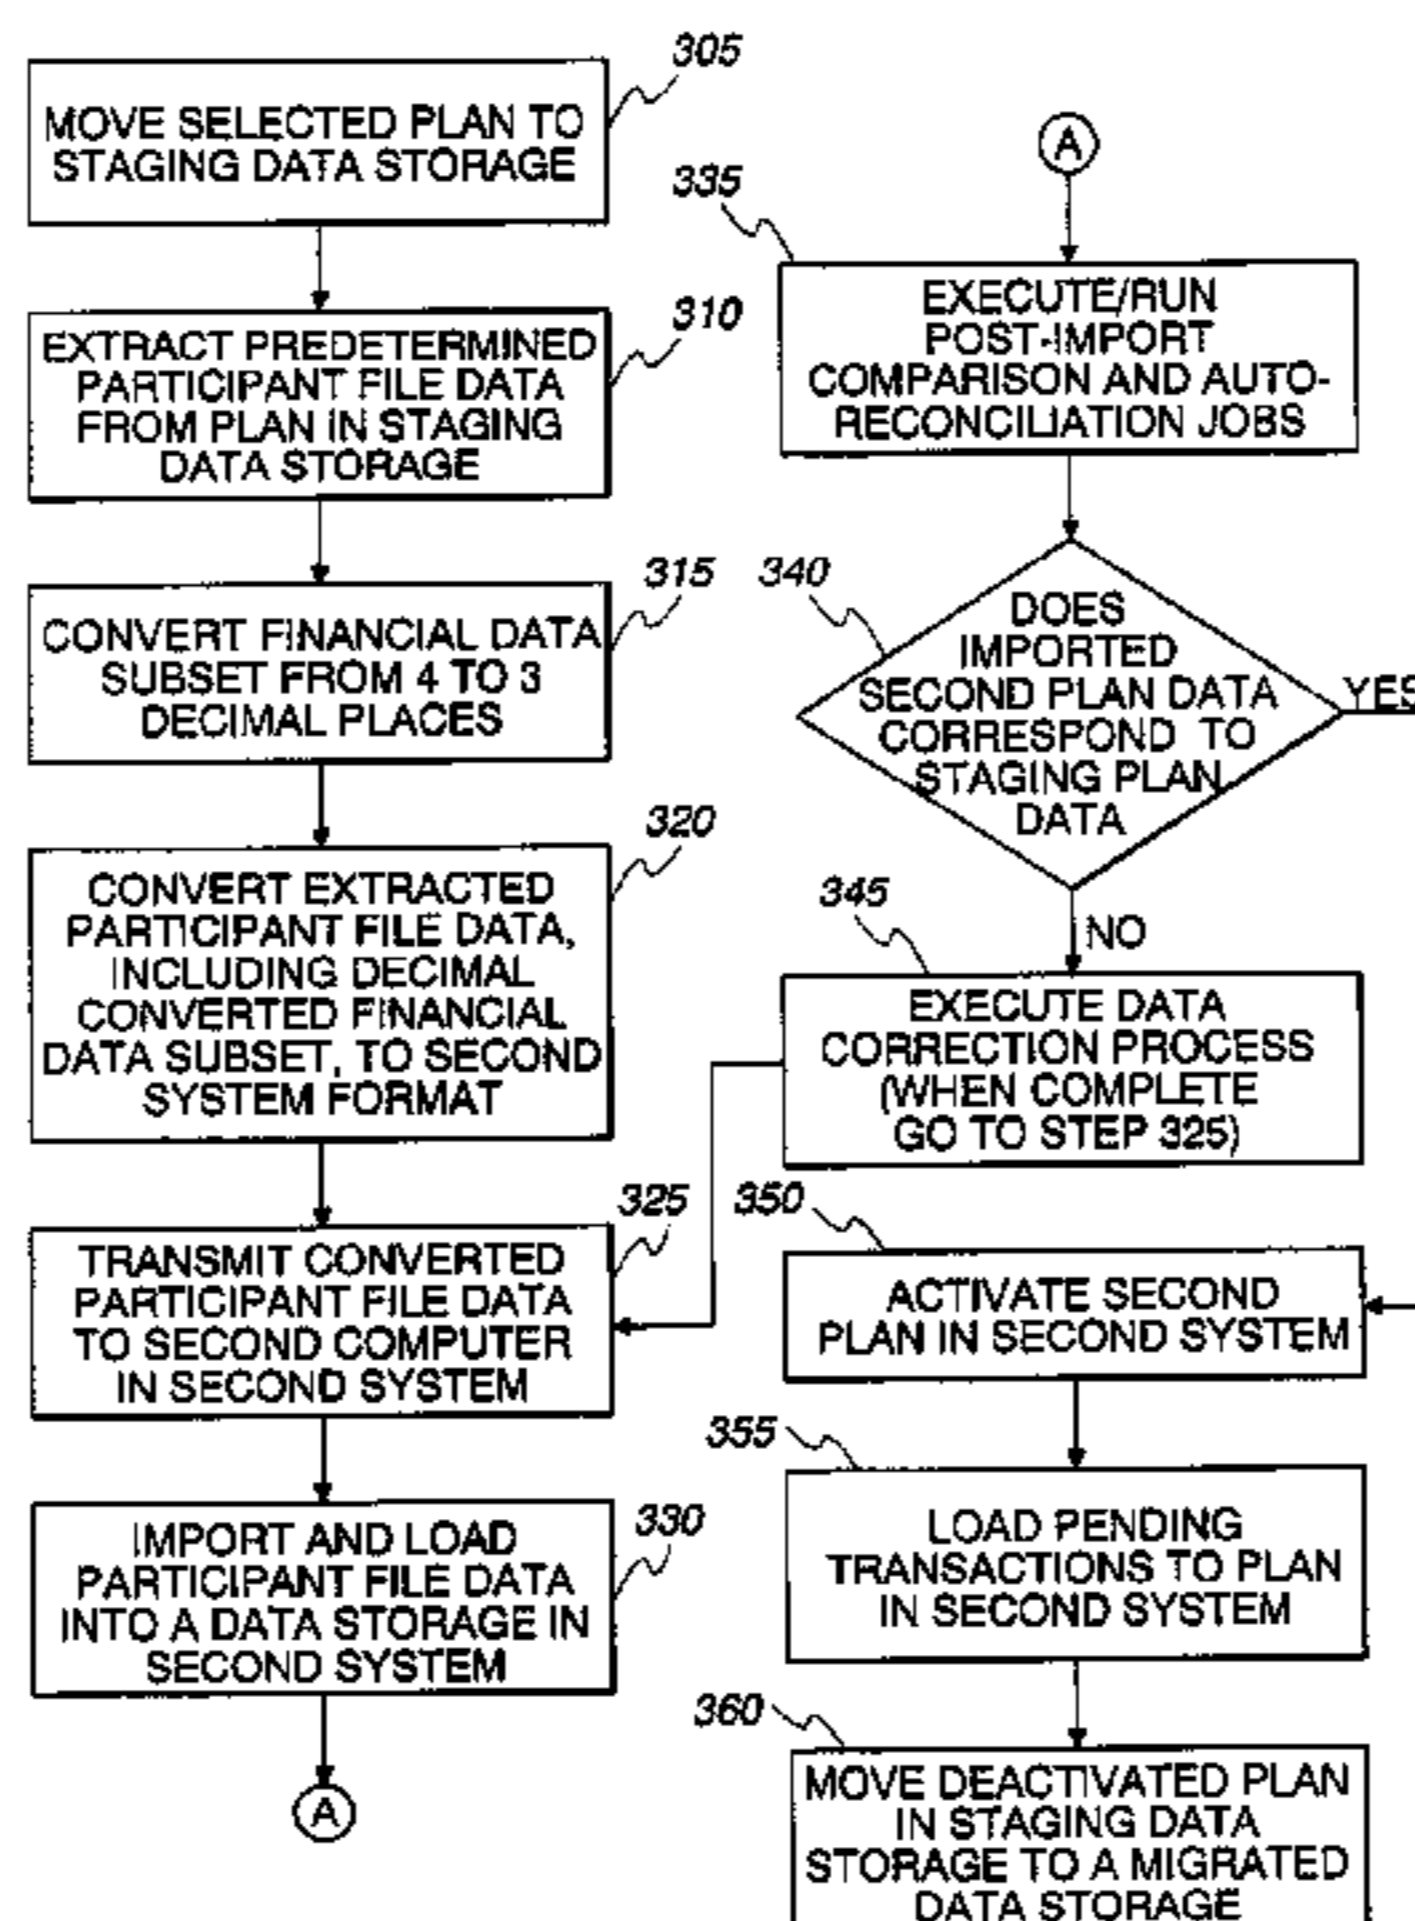 305
MOVE SELECTED PLAN TO
STAGING DATA STORAGE
310
EXTRACT PREDETERMINED
PARTICIPANT FILE DATA
FROM PLAN IN STAGING
DATA STORAGE
315
CONVERT FINANCIAL DATA
SUBSET FROM 4 TO 3
DECIMAL PLACES
320
CONVERT EXTRACTED
PARTICIPANT FILE DATA,
INCLUDING DECIMAL
CONVERTED FINANCIAL
DATA SUBSET, TO SECOND
SYSTEM FORMAT
325
TRANSMIT CONVERTED
PARTICIPANT FILE DATA
TO SECOND COMPUTER
IN SECOND SYSTEM
330
IMPORT AND LOAD
PARTICIPANT FILE DATA
INTO A DATA STORAGE IN
SECOND SYSTEM
A
A
335
EXECUTE/RUN
POST-IMPORT
COMPARISON AND AUTO-
RECONCILIATION JOBS
340
DOES
IMPORTED
SECOND PLAN DATA
CORRESPOND TO
STAGING PLAN
DATA
YES
NO
345
EXECUTE DATA
CORRECTION PROCESS
(WHEN COMPLETE
GO TO STEP 325)
350
ACTIVATE SECOND
PLAN IN SECOND SYSTEM
355
LOAD PENDING
TRANSACTIONS TO PLAN
IN SECOND SYSTEM
360
MOVE DEACTIVATED PLAN
IN STAGING DATA
STORAGE TO A MIGRATED
DATA STORAGE